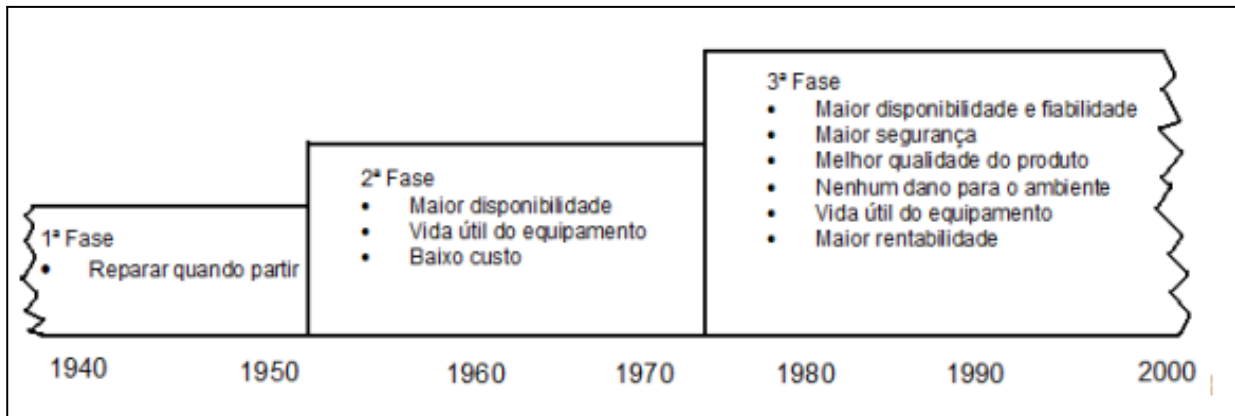 1ª Fase
• Reparar quando partir
2ª Fase
• Maior disponibilidade
• Vida útil do equipamento
• Baixo custo
3ª Fase
• Maior disponibilidade e fiabilidade
• Maior segurança
• Melhor qualidade do produto
• Nenhum dano para o ambiente
• Vida útil do equipamento
• Maior rentabilidade
1940 1950 1960 1970 1980 1990 2000